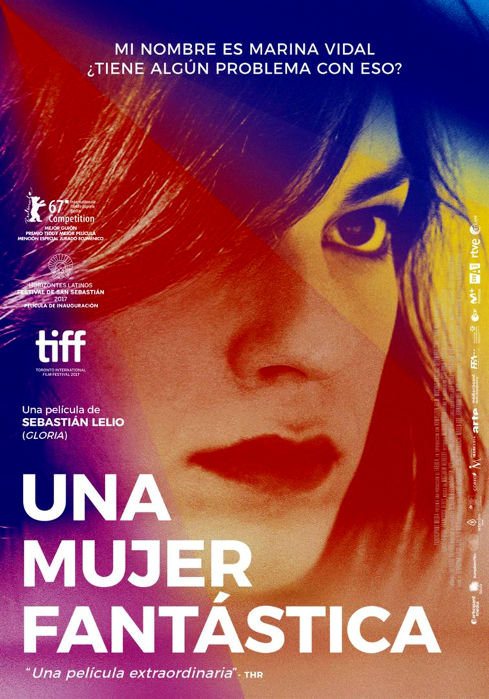 MI NOMBRE ES MARINA VIDAL
¿TIENE ALGÚN PROBLEMA CON ESO?
67
Competition
MEJOR GUIÓN
PREMIO TEDDY MEJOR PELÍCULA
MENCIÓN ESPECIAL JURADO ECUMÉNICO
HORIZONTES LATINOS
FESTIVAL DE SAN SEBASTIÁN
2017
PELÍCULA DE INAUGURACIÓN
tiff
TORONTO INTERNATIONAL
FILM FESTIVAL 2017
Una película de
SEBASTIÁN LELIO
(GLORIA)
UNA
MUJER
FANTÁSTICA
“Una película extraordinaria” - THR
rtve
arte